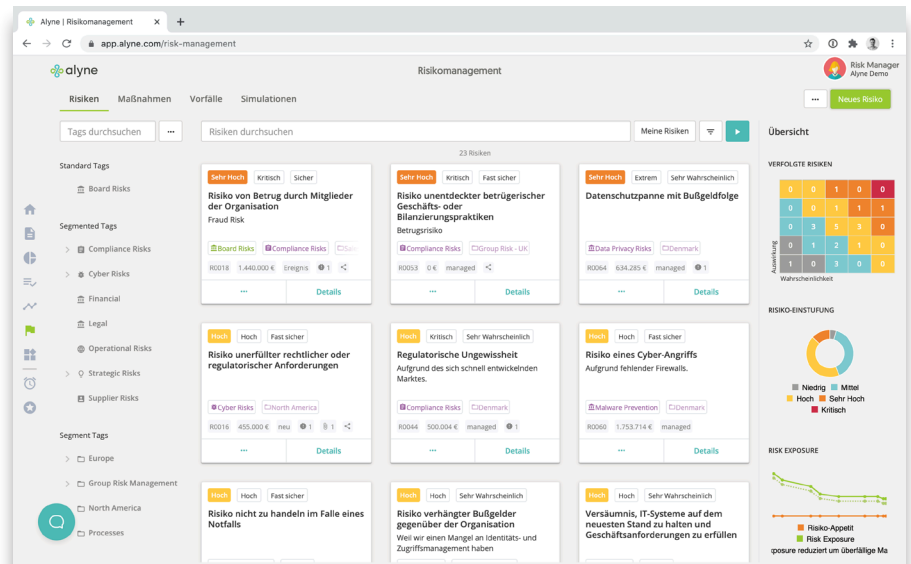 Alyne | Risikomanagement
app.alyne.com/risk-management
alyne
Risikomanagement
Risk Manager
Alyne Demo
Risiken Maßnahmen Vorfälle Simulationen
Neues Risiko
Tags durchsuchen
Risiken durchsuchen
Meine Risiken
Übersicht
23 Risiken
Standard Tags
Board Risks
Segmented Tags
Compliance Risks
Cyber Risks
Financial
Legal
Operational Risks
Strategic Risks
Supplier Risks
Segment Tags
Europe
Group Risk Management
North America
Processes
Sehr Hoch Kritisch Sicher
Risiko von Betrug durch Mitglieder
der Organisation
Fraud Risk
Board Risks Compliance Risks
R0018 1.440.000 € Ereignis 1
... Details
Sehr Hoch Kritisch Fast sicher
Risiko unentdeckter betrügerischer
Geschäfts- oder
Bilanzierungspraktiken
Betrugsrisiko
Compliance Risks Group Risk - UK
R0053 0 € managed
... Details
Sehr Hoch Extrem Sehr Wahrscheinlich
Datenschutzpanne mit Bußgeldfolge
Data Privacy Risks Denmark
R0064 634.285 € managed 1
... Details
Hoch Hoch Fast sicher
Risiko unerfüllter rechtlicher oder
regulatorischer Anforderungen
Cyber Risks North America
R0016 455.000 € neu 1 1
... Details
Hoch Kritisch Sehr Wahrscheinlich
Regulatorische Ungewissheit
Aufgrund des sich schnell entwickelnden
Marktes.
Compliance Risks Denmark
R0044 500.004 € managed 1
... Details
Hoch Hoch Fast sicher
Risiko eines Cyber-Angriffs
Aufgrund fehlender Firewalls.
Malware Prevention Denmark
R0060 1.753.714 € managed
... Details
Hoch Hoch Fast sicher
Risiko nicht zu handeln im Falle eines
Notfalls
Hoch Hoch Sehr Wahrscheinlich
Risiko verhängter Bußgelder
gegenüber der Organisation
Weil wir einen Mangel an Identitäts- und
Zugriffsmanagement haben
Hoch Hoch Sehr Wahrscheinlich
Versäumnis, IT-Systeme auf dem
neuesten Stand zu halten und
Geschäftsanforderungen zu erfüllen
VERFOLGTE RISIKEN
0 0 1 0 0
0 0 1 1 1
0 3 5 3 0
0 1 2 1 0
1 0 3 0 0
Auswirkung
Wahrscheinlichkeit
RISIKO-EINSTUFUNG
Niedrig Mittel
Hoch Sehr Hoch
Kritisch
RISK EXPOSURE
Risiko-Appetit
Risk Exposure
xposure reduziert um überfällige Ma